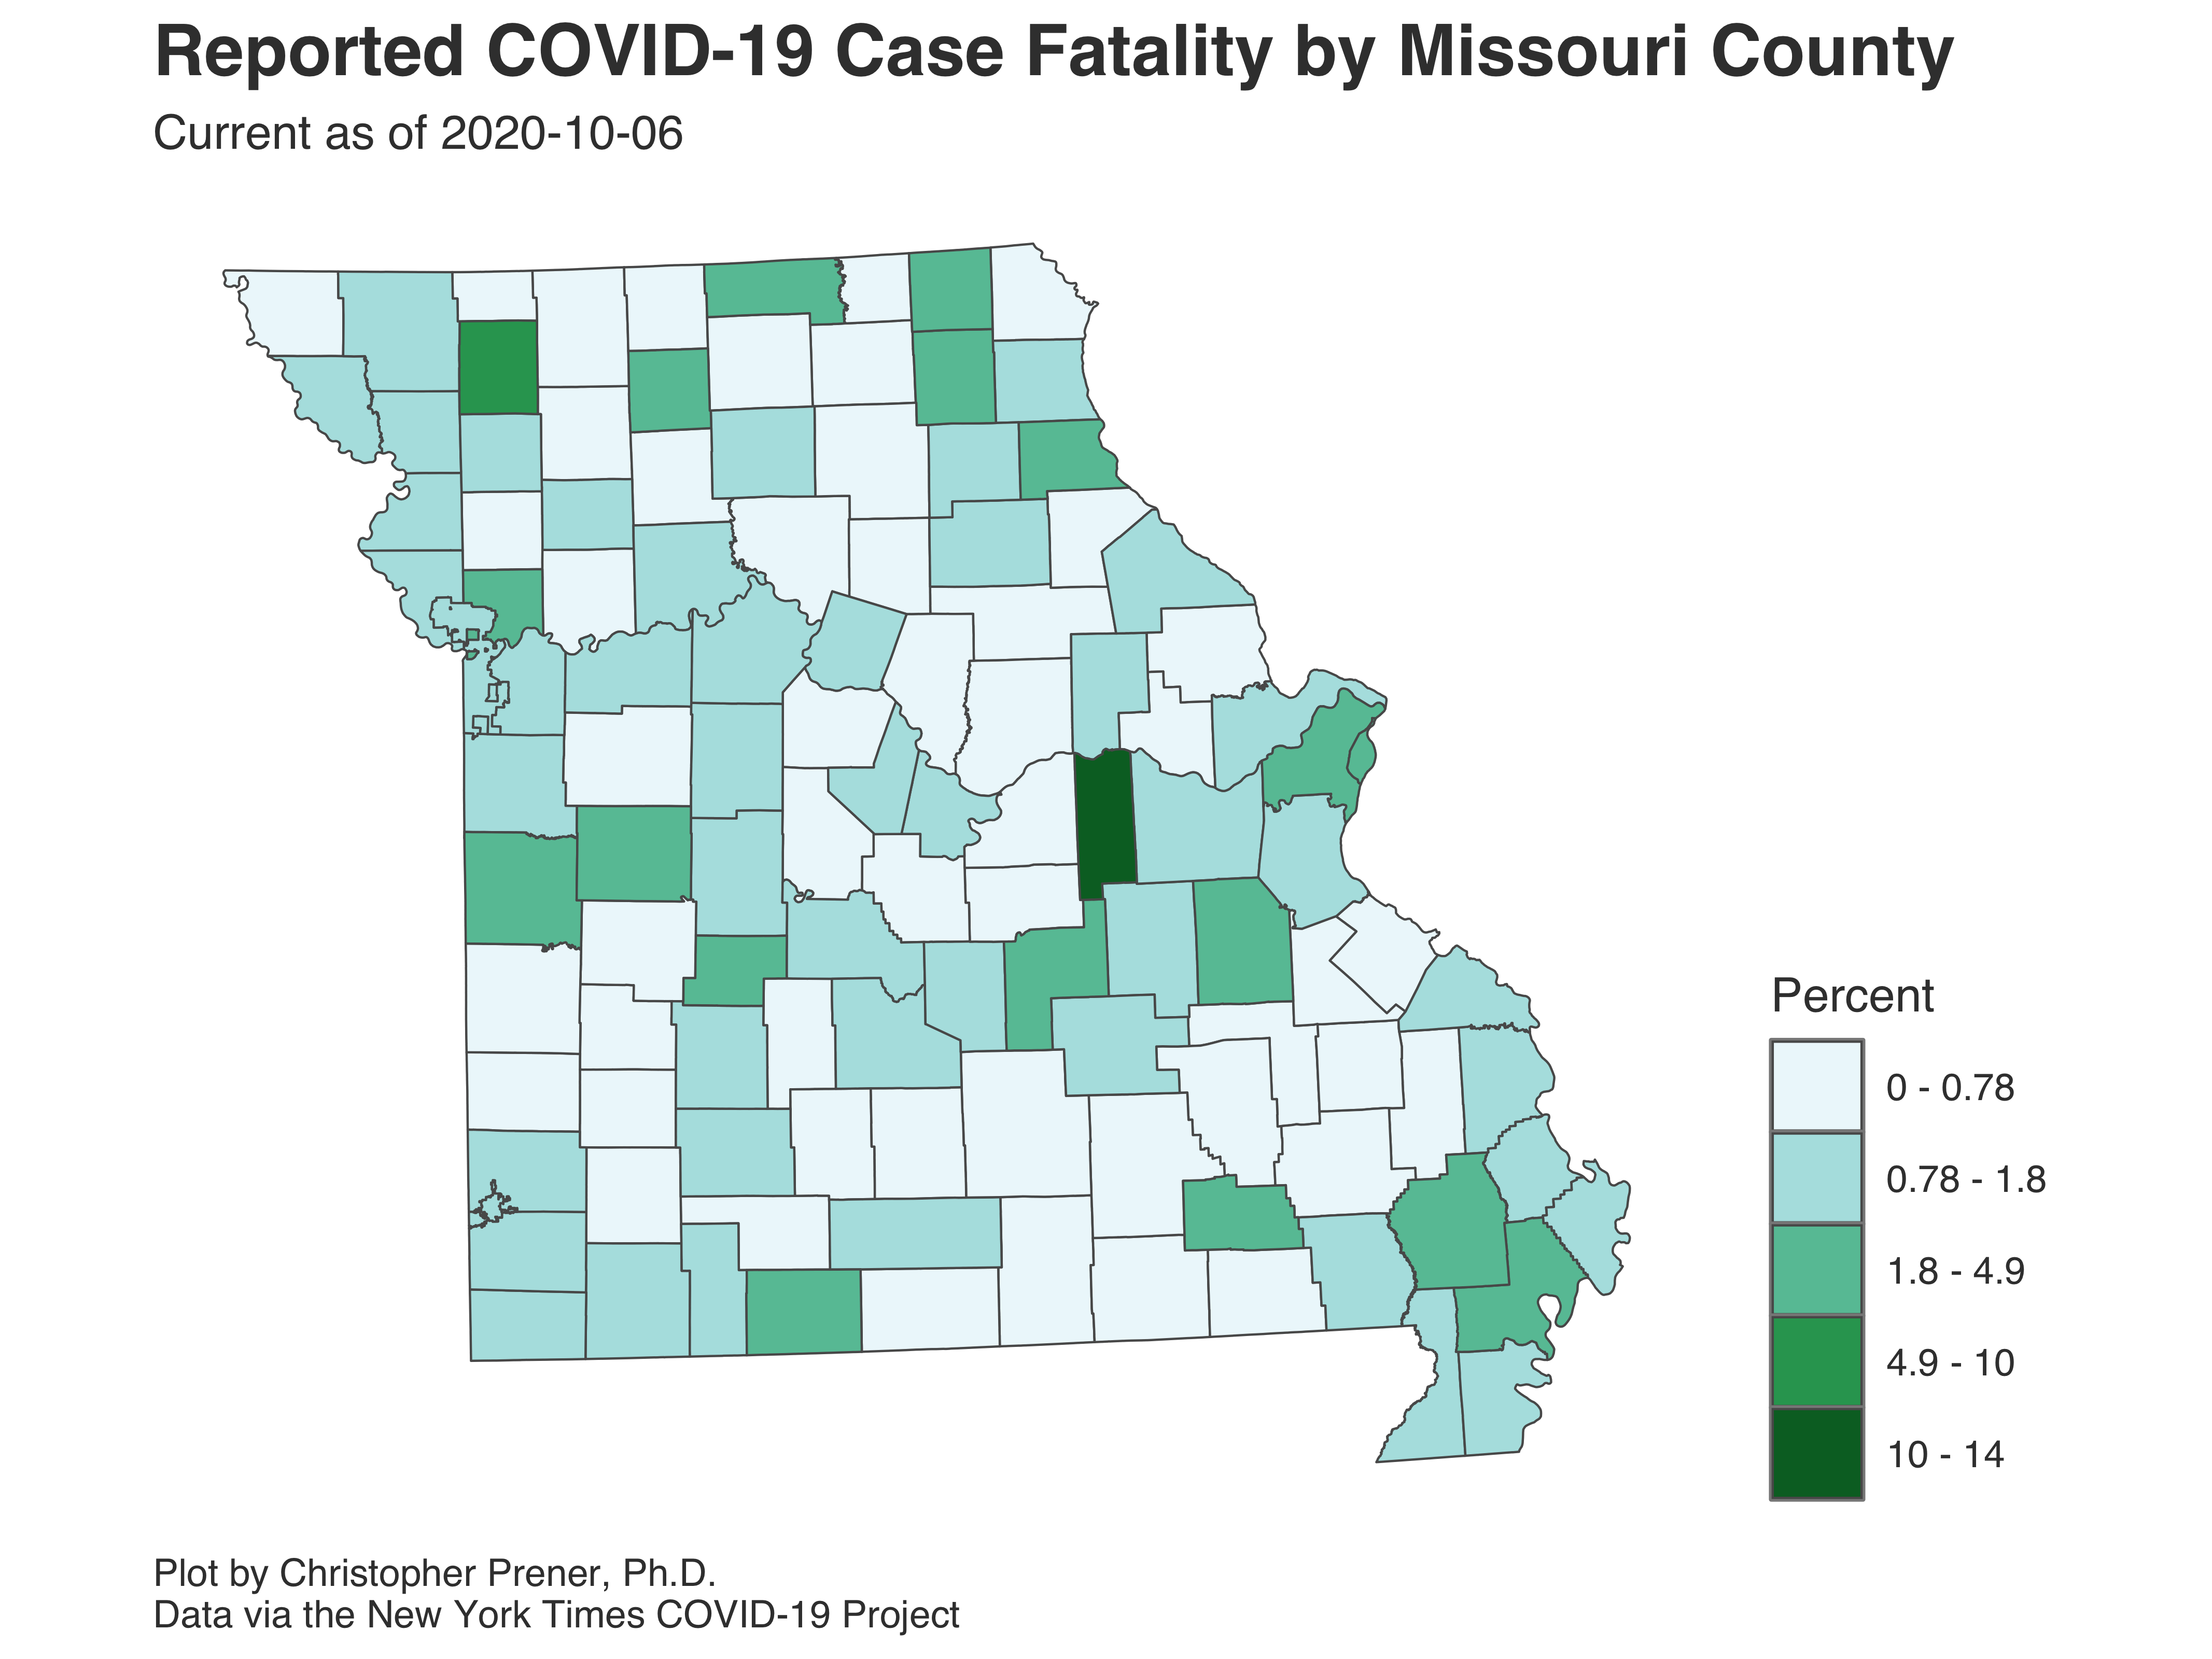 Reported COVID-19 Case Fatality by Missouri County
Current as of 2020-10-06
Percent
0 - 0.78
0.78 - 1.8
1.8 - 4.9
4.9 - 10
10 - 14
Plot by Christopher Prener, Ph.D.
Data via the New York Times COVID-19 Project